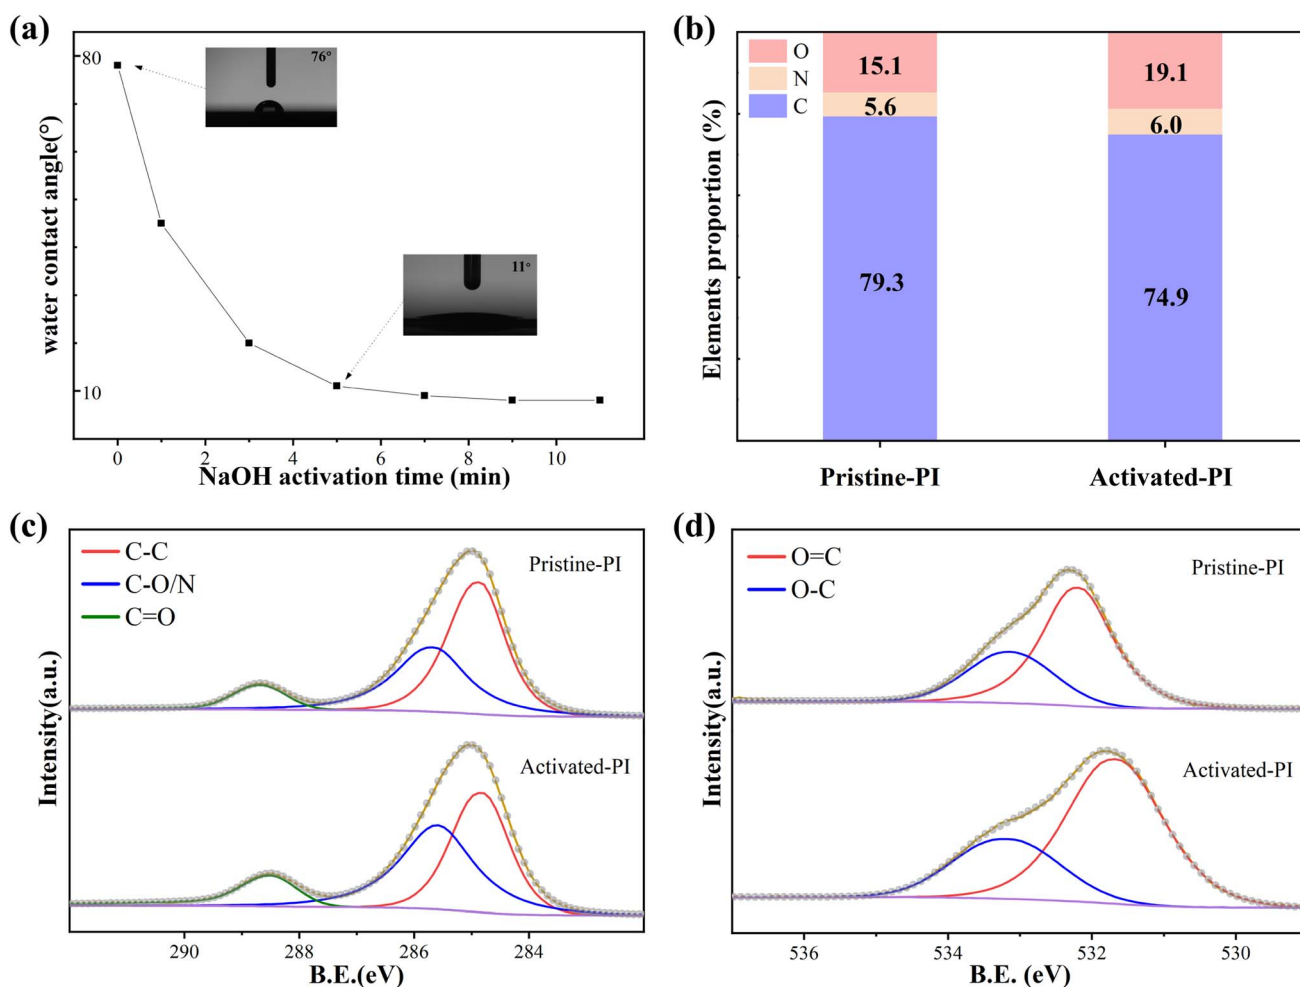 (a)
80
76°
11°
10
water contact angle(°)
0 2 4 6 8 10
NaOH activation time (min)
(b)
O
N
C
15.1
5.6
79.3
19.1
6.0
74.9
Elements proportion (%)
Pristine-PI
Activated-PI
(c)
C-C
C-O/N
C=O
Pristine-PI
Activated-PI
Intensity(a.u.)
290 288 286 284
B.E.(eV)
(d)
O=C
O-C
Pristine-PI
Activated-PI
Intensity(a.u.)
536 534 532 530
B.E. (eV)